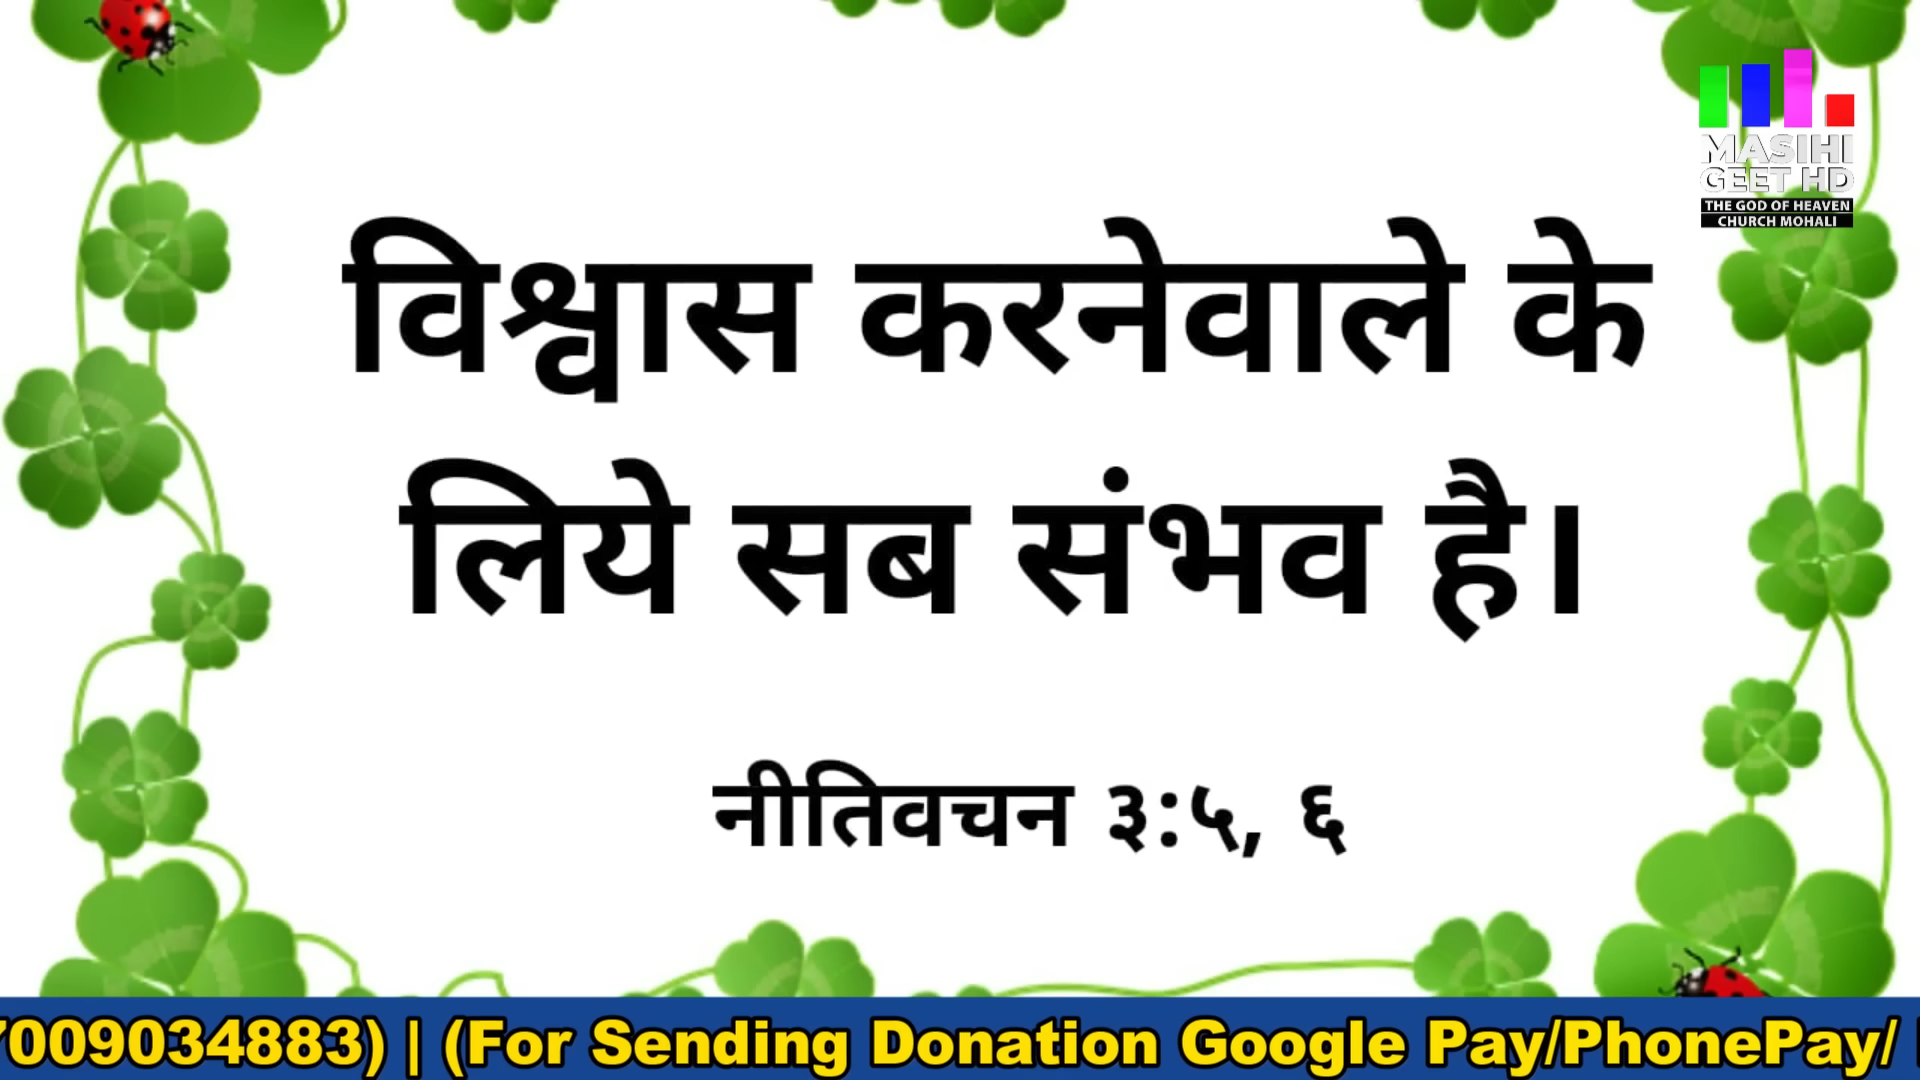 MASIHI
GEET HD
THE GOD OF HEAVEN
CHURCH MOHALI
विश्वास करनेवाले के
लिये सब संभव है।
नीतिवचन ३:५, ६
7009034883) | (For Sending Donation Google Pay/PhonePay/